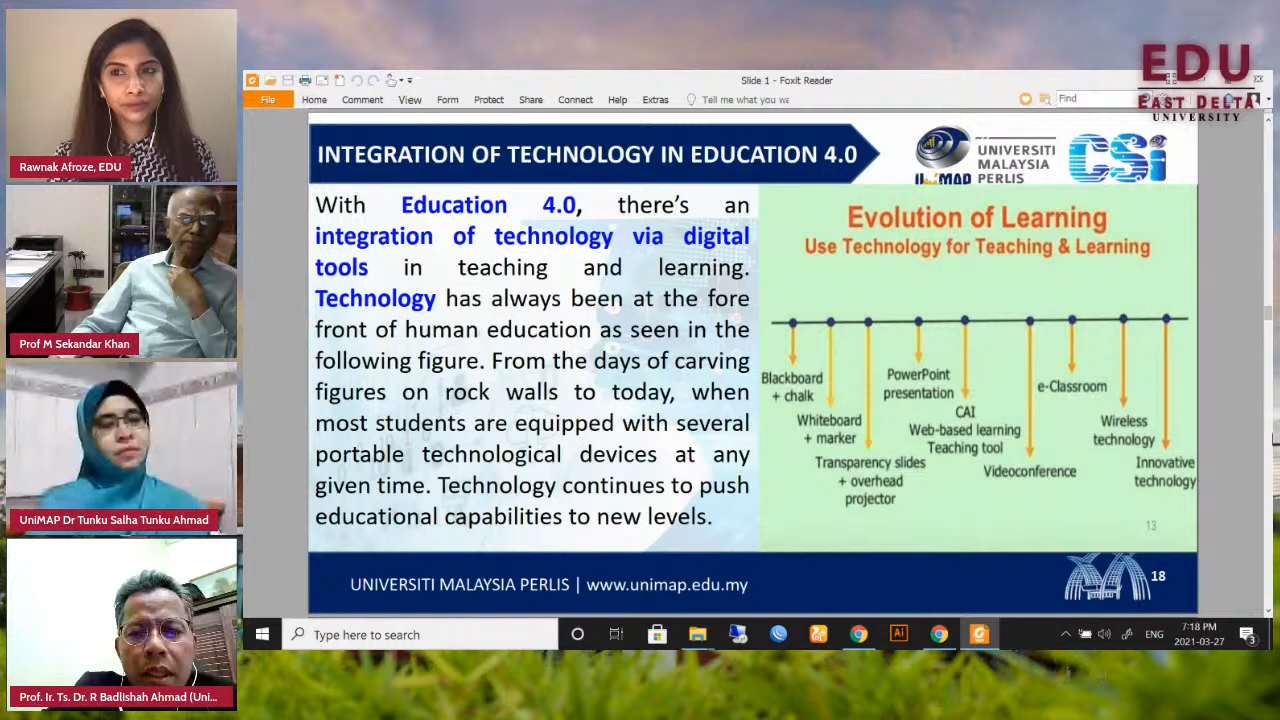 Rawnak Afroze, EDU
Prof M Sekandar Khan
UniMAP Dr Tunku Salha Tunku Ahmad
Prof. Ir. Ts. Dr. R Badlishah Ahmad (Uni...
EDU
EAST DELTA
UNIVERSITY
Slide 1 - Foxit Reader
File Home Comment View Form Protect Share Connect Help Extras Tell me what you wa Find
INTEGRATION OF TECHNOLOGY IN EDUCATION 4.0
UniMAP
UNIVERSITI
MALAYSIA
PERLIS
CSi
With Education 4.0, there's an
integration of technology via digital
tools in teaching and learning.
Technology has always been at the fore
front of human education as seen in the
following figure. From the days of carving
figures on rock walls to today, when
most students are equipped with several
portable technological devices at any
given time. Technology continues to push
educational capabilities to new levels.
Evolution of Learning
Use Technology for Teaching & Learning
Blackboard
+ chalk
Whiteboard
+ marker
Transparency slides
+ overhead
projector
PowerPoint
presentation
CAI
Web-based learning
Teaching tool
Videoconference
e-Classroom
Wireless
technology
Innovative
technology
13
UNIVERSITI MALAYSIA PERLIS | www.unimap.edu.my
18
Type here to search
Ai
ENG
7:18 PM
2021-03-27
3